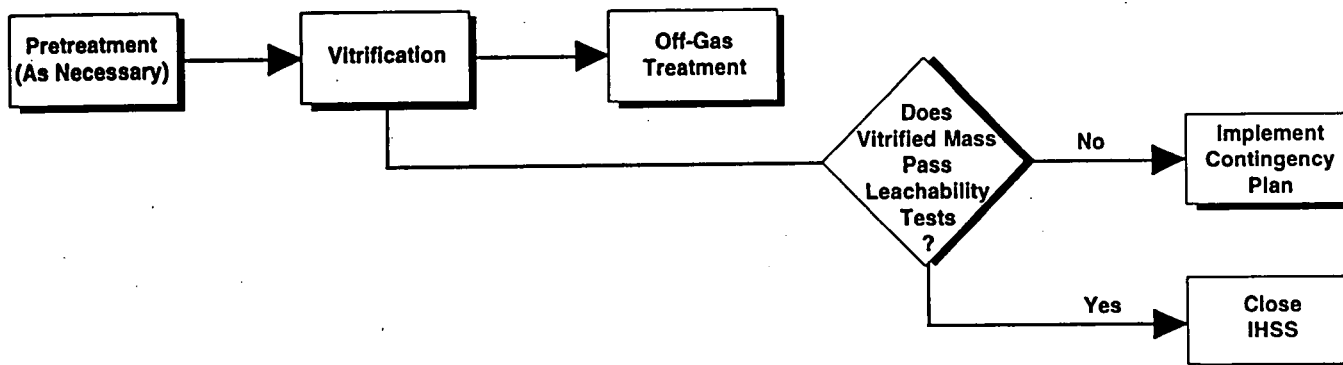 Pretreatment
(As Necessary)
Vitrification
Off-Gas
Treatment
Does
Vitrified Mass
Pass
Leachability
Tests
?
No
Implement
Contingency
Plan
Yes
Close
IHSS